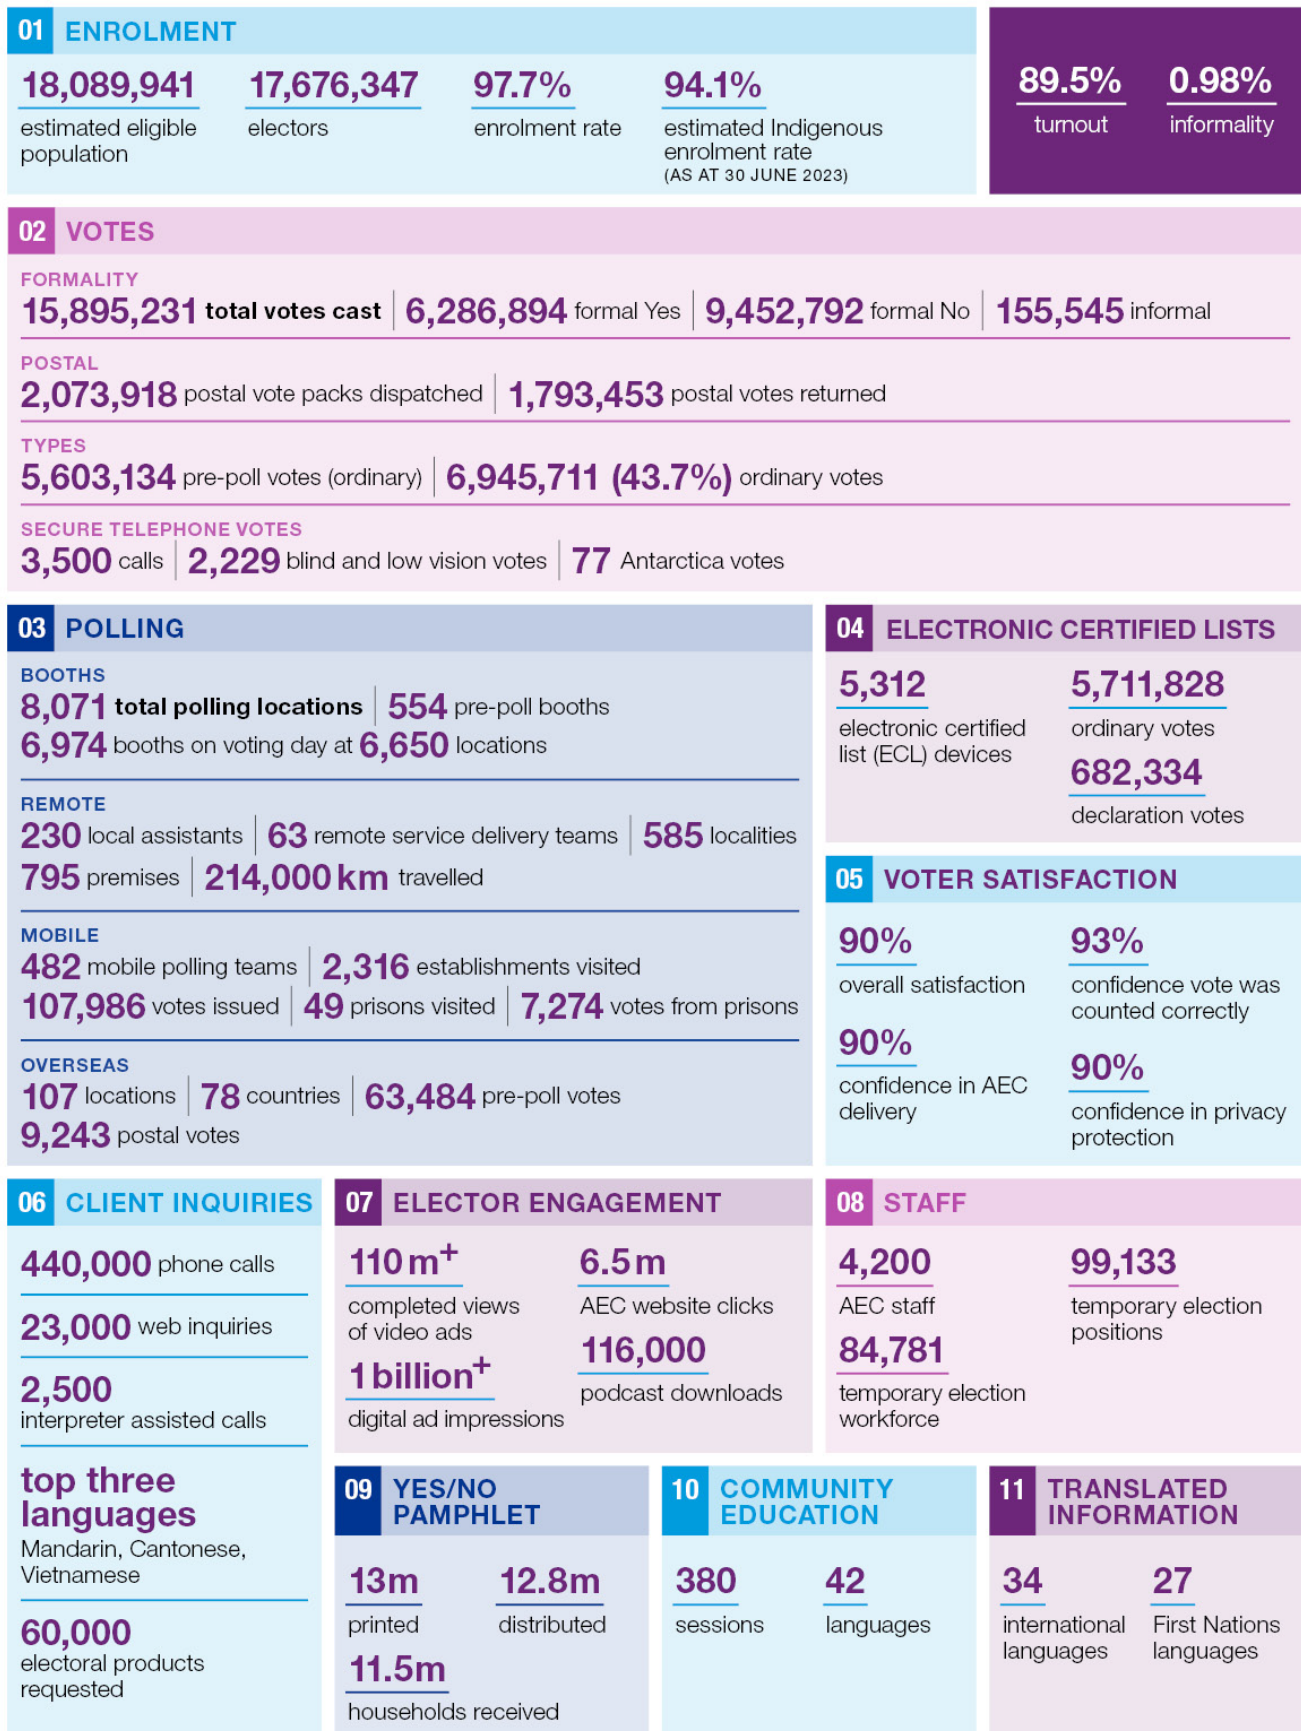 01 ENROLMENT
18,089,941
estimated eligible
population
17,676,347
electors
97.7%
enrolment rate
94.1%
estimated Indigenous
enrolment rate
(AS AT 30 JUNE 2023)
89.5%
turnout
0.98%
informality
02 VOTES
FORMALITY
15,895,231 total votes cast 6,286,894 formal Yes 9,452,792 formal No 155,545 informal
POSTAL
2,073,918 postal vote packs dispatched 1,793,453 postal votes returned
TYPES
5,603,134 pre-poll votes (ordinary) 6,945,711 (43.7%) ordinary votes
SECURE TELEPHONE VOTES
3,500 calls 2,229 blind and low vision votes 77 Antarctica votes
03 POLLING
BOOTHS
8,071 total polling locations 554 pre-poll booths
6,974 booths on voting day at 6,650 locations
REMOTE
230 local assistants 63 remote service delivery teams 585 localities
795 premises 214,000 km travelled
MOBILE
482 mobile polling teams 2,316 establishments visited
107,986 votes issued 49 prisons visited 7,274 votes from prisons
OVERSEAS
107 locations 78 countries 63,484 pre-poll votes
9,243 postal votes
04 ELECTRONIC CERTIFIED LISTS
5,312
electronic certified
list (ECL) devices
5,711,828
ordinary votes
682,334
declaration votes
05 VOTER SATISFACTION
90%
overall satisfaction
93%
confidence vote was
counted correctly
90%
confidence in AEC
delivery
90%
confidence in privacy
protection
06 CLIENT INQUIRIES
440,000 phone calls
23,000 web inquiries
2,500
interpreter assisted calls
top three
languages
Mandarin, Cantonese,
Vietnamese
60,000
electoral products
requested
07 ELECTOR ENGAGEMENT
110 m+
completed views
of video ads
6.5 m
AEC website clicks
1 billion+
digital ad impressions
116,000
podcast downloads
08 STAFF
4,200
AEC staff
99,133
temporary election
positions
84,781
temporary election
workforce
09 YES/NO
PAMPHLET
13m
printed
12.8m
distributed
11.5m
households received
10 COMMUNITY
EDUCATION
380
sessions
42
languages
11 TRANSLATED
INFORMATION
34
international
languages
27
First Nations
languages